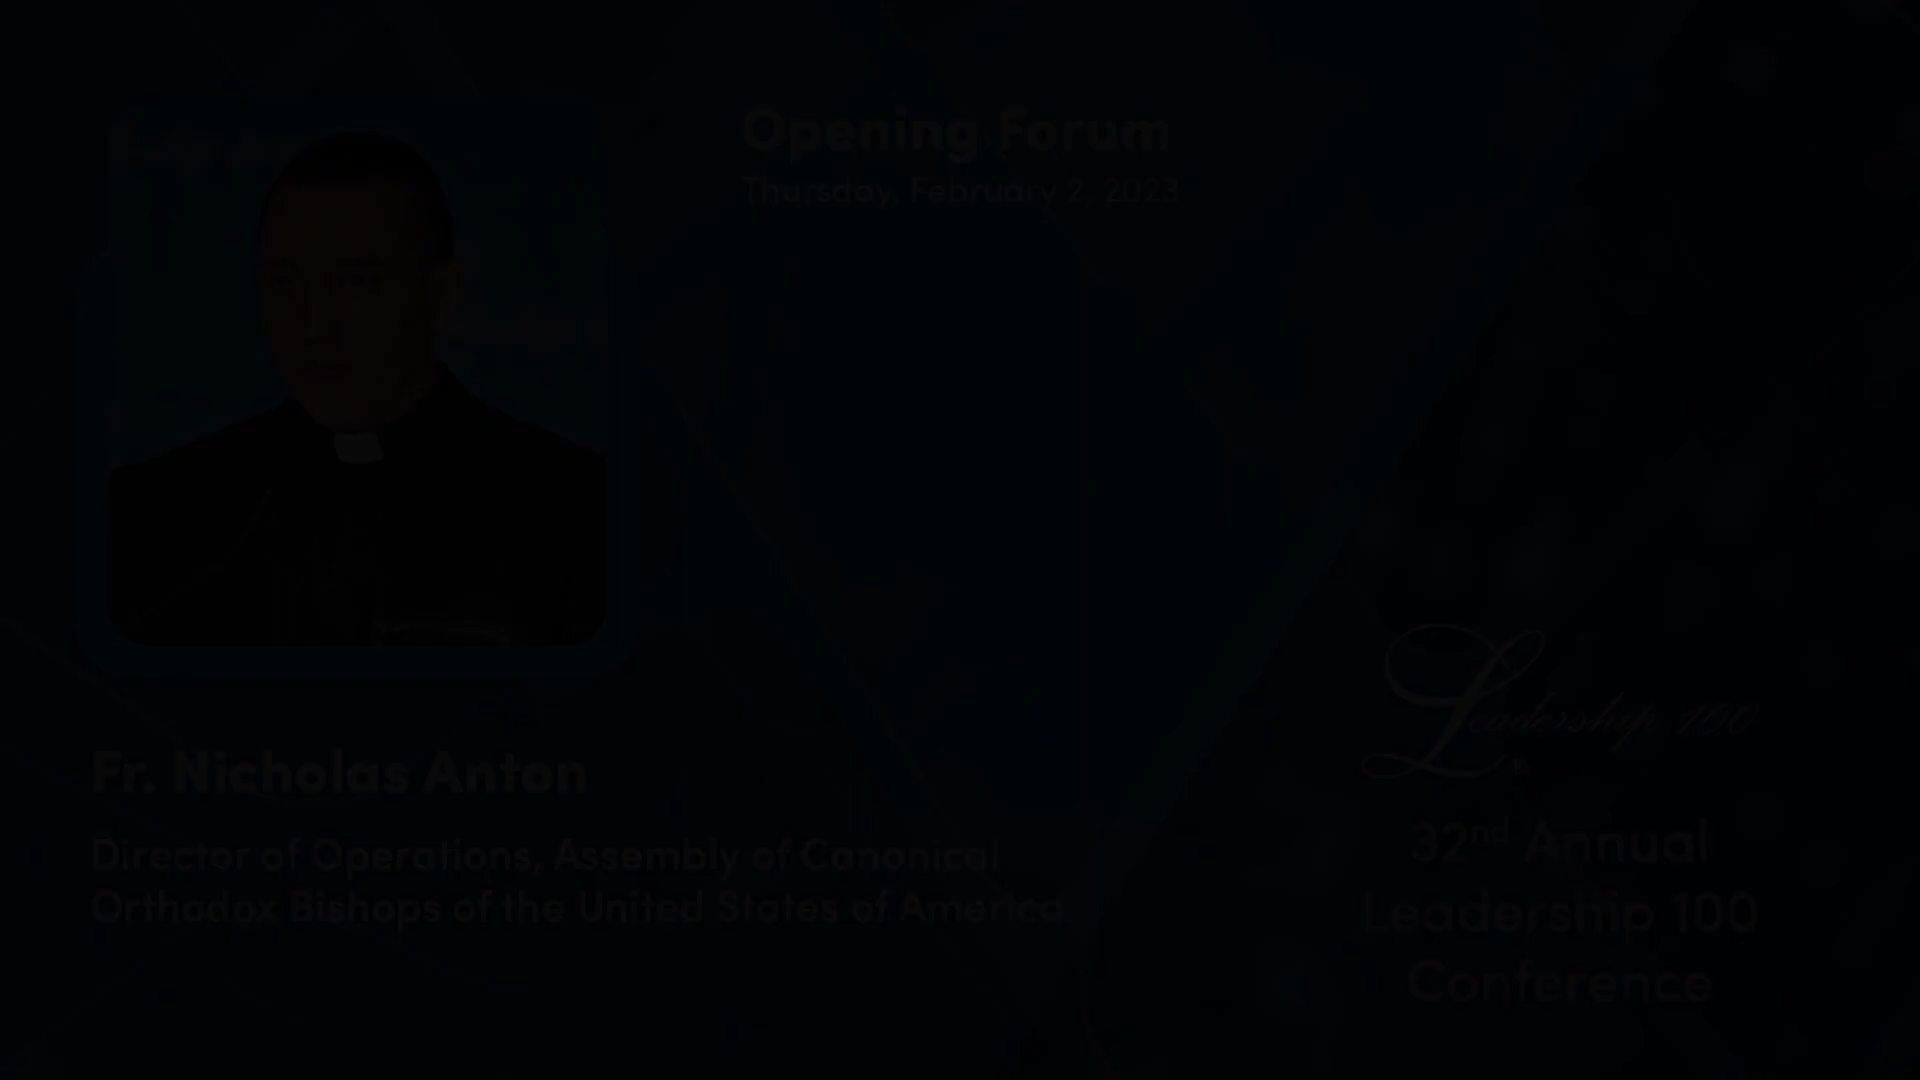 Opening Forum
Thursday, February 2, 2023
Fr. Nicholas Anton
Director of Operations, Assembly of Canonical
Orthodox Bishops of the United States of America
Leadership 100
32nd Annual
Leadership 100
Conference